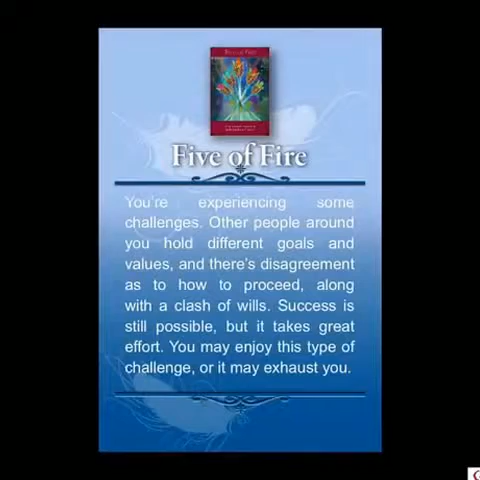 Five of Fire
You're experiencing some
challenges. Other people around
you hold different goals and
values, and there's disagreement
as to how to proceed, along
with a clash of wills. Success is
still possible, but it takes great
effort. You may enjoy this type of
challenge, or it may exhaust you.